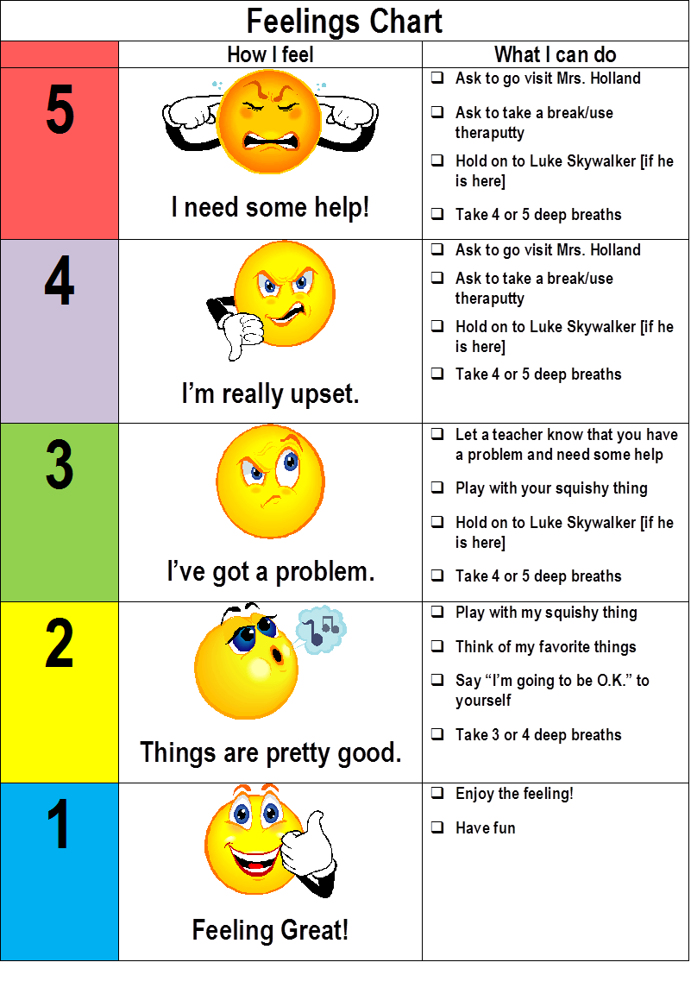 Feelings Chart
How I feel
What I can do
5
I need some help!
❑ Ask to go visit Mrs. Holland
❑ Ask to take a break/use
theraputty
❑ Hold on to Luke Skywalker [if he
is here]
❑ Take 4 or 5 deep breaths
4
I'm really upset.
❑ Ask to go visit Mrs. Holland
❑ Ask to take a break/use
theraputty
❑ Hold on to Luke Skywalker [if he
is here]
❑ Take 4 or 5 deep breaths
3
I've got a problem.
❑ Let a teacher know that you have
a problem and need some help
❑ Play with your squishy thing
❑ Hold on to Luke Skywalker [if he
is here]
❑ Take 4 or 5 deep breaths
2
Things are pretty good.
❑ Play with my squishy thing
❑ Think of my favorite things
❑ Say “I'm going to be O.K.” to
yourself
❑ Take 3 or 4 deep breaths
1
Feeling Great!
❑ Enjoy the feeling!
❑ Have fun